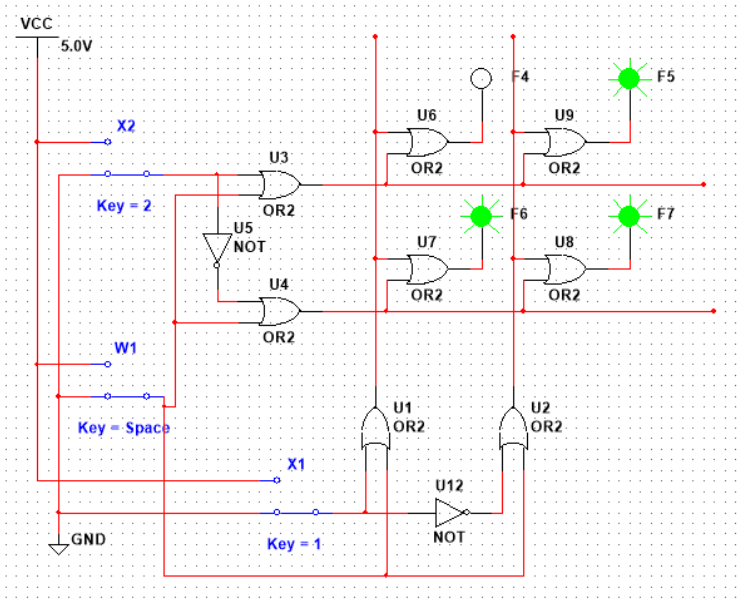 VCC
5.0V
F4
F5
X2
U6
U9
OR2
OR2
U3
Key = 2
OR2
U5
NOT
F6
F7
U7
U8
U4
OR2
OR2
OR2
W1
U1
OR2
U2
OR2
Key = Space
X1
U12
GND
NOT
Key = 1